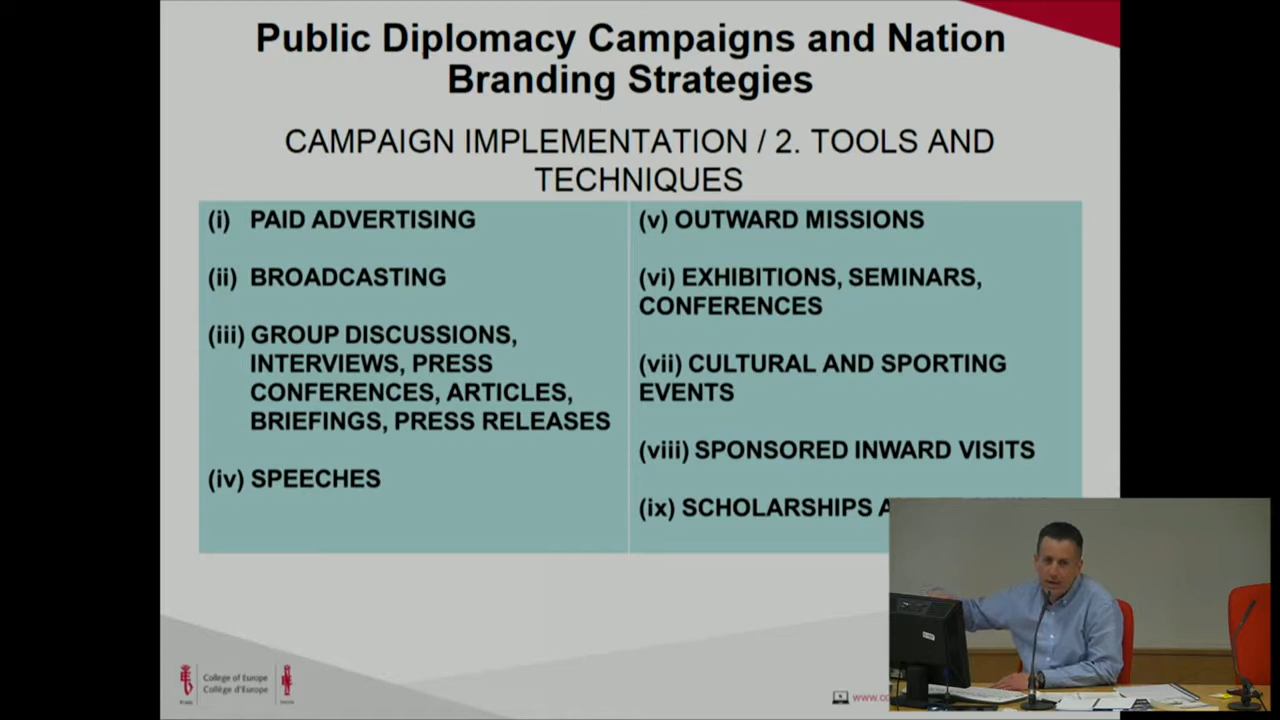 Public Diplomacy Campaigns and Nation
Branding Strategies
CAMPAIGN IMPLEMENTATION / 2. TOOLS AND
TECHNIQUES
(i) PAID ADVERTISING
(ii) BROADCASTING
(iii) GROUP DISCUSSIONS,
INTERVIEWS, PRESS
CONFERENCES, ARTICLES,
BRIEFINGS, PRESS RELEASES
(iv) SPEECHES
(v) OUTWARD MISSIONS
(vi) EXHIBITIONS, SEMINARS,
CONFERENCES
(vii) CULTURAL AND SPORTING
EVENTS
(viii) SPONSORED INWARD VISITS
(ix) SCHOLARSHIPS
College of Europe
Collège d'Europe